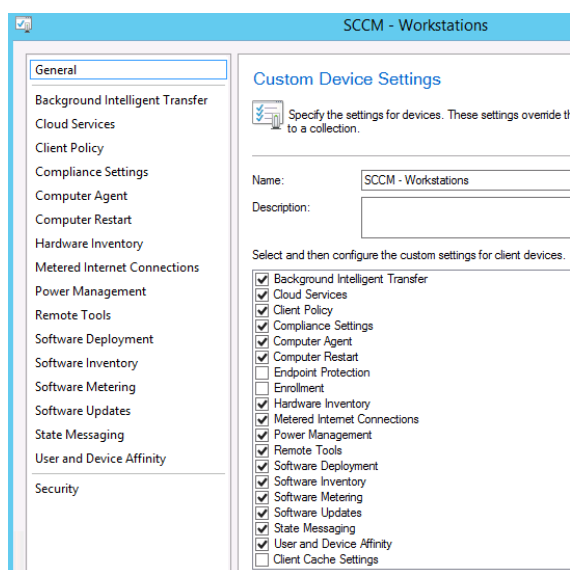 SCCM - Workstations
General
Background Intelligent Transfer
Cloud Services
Client Policy
Compliance Settings
Computer Agent
Computer Restart
Hardware Inventory
Metered Internet Connections
Power Management
Remote Tools
Software Deployment
Software Inventory
Software Metering
Software Updates
State Messaging
User and Device Affinity
Security
Custom Device Settings
Specify the settings for devices. These settings override
to a collection.
Name:
SCCM - Workstations
Description:
Select and then configure the custom settings for client devices.
Background Intelligent Transfer
Cloud Services
Client Policy
Compliance Settings
Computer Agent
Computer Restart
Endpoint Protection
Enrollment
Hardware Inventory
Metered Internet Connections
Power Management
Remote Tools
Software Deployment
Software Inventory
Software Metering
Software Updates
State Messaging
User and Device Affinity
Client Cache Settings